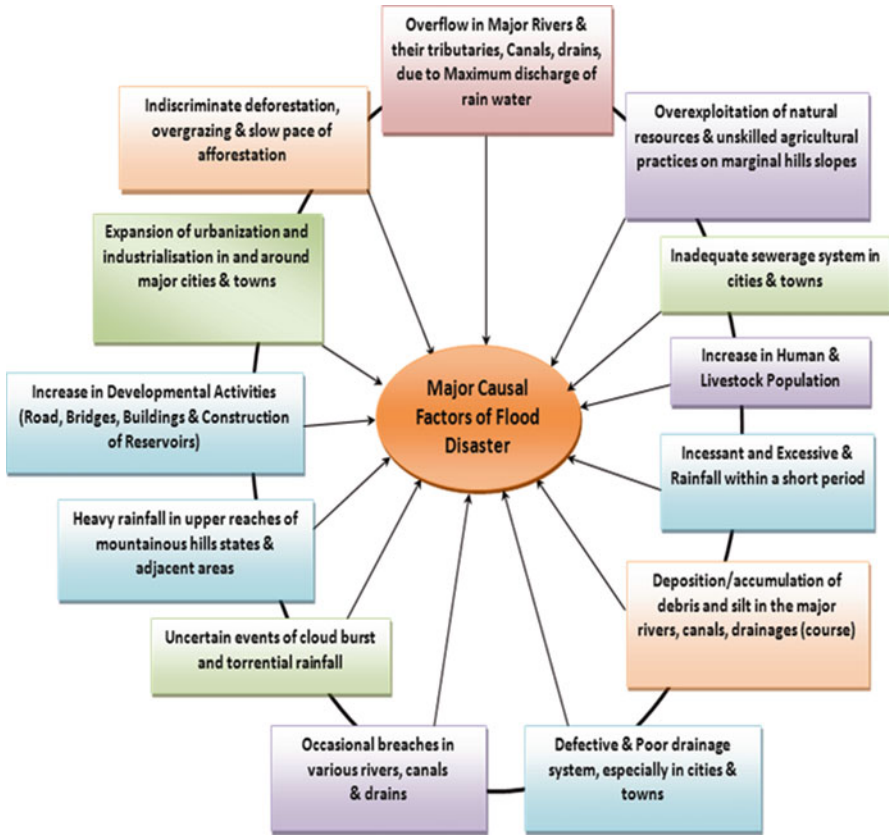 Overflow in Major Rivers &
their tributaries, Canals, drains,
due to Maximum discharge of
rain water
Indiscriminate deforestation,
overgrazing & slow pace of
afforestation
Overexploitation of natural
resources & unskilled agricultural
practices on marginal hills slopes
Expansion of urbanization and
industrialisation in and around
major cities & towns
Inadequate sewerage system in
cities & towns
Increase in Human &
Livestock Population
Major Causal
Factors of Flood
Disaster
Increase in Developmental Activities
(Road, Bridges, Buildings & Construction
of Reservoirs)
Incessant and Excessive &
Rainfall within a short period
Heavy rainfall in upper reaches of
mountainous hills states &
adjacent areas
Deposition/accumulation of
debris and silt in the major
rivers, canals, drainages (course)
Uncertain events of cloud burst
and torrential rainfall
Occasional breaches in
various rivers, canals
& drains
Defective & Poor drainage
system, especially in cities &
towns